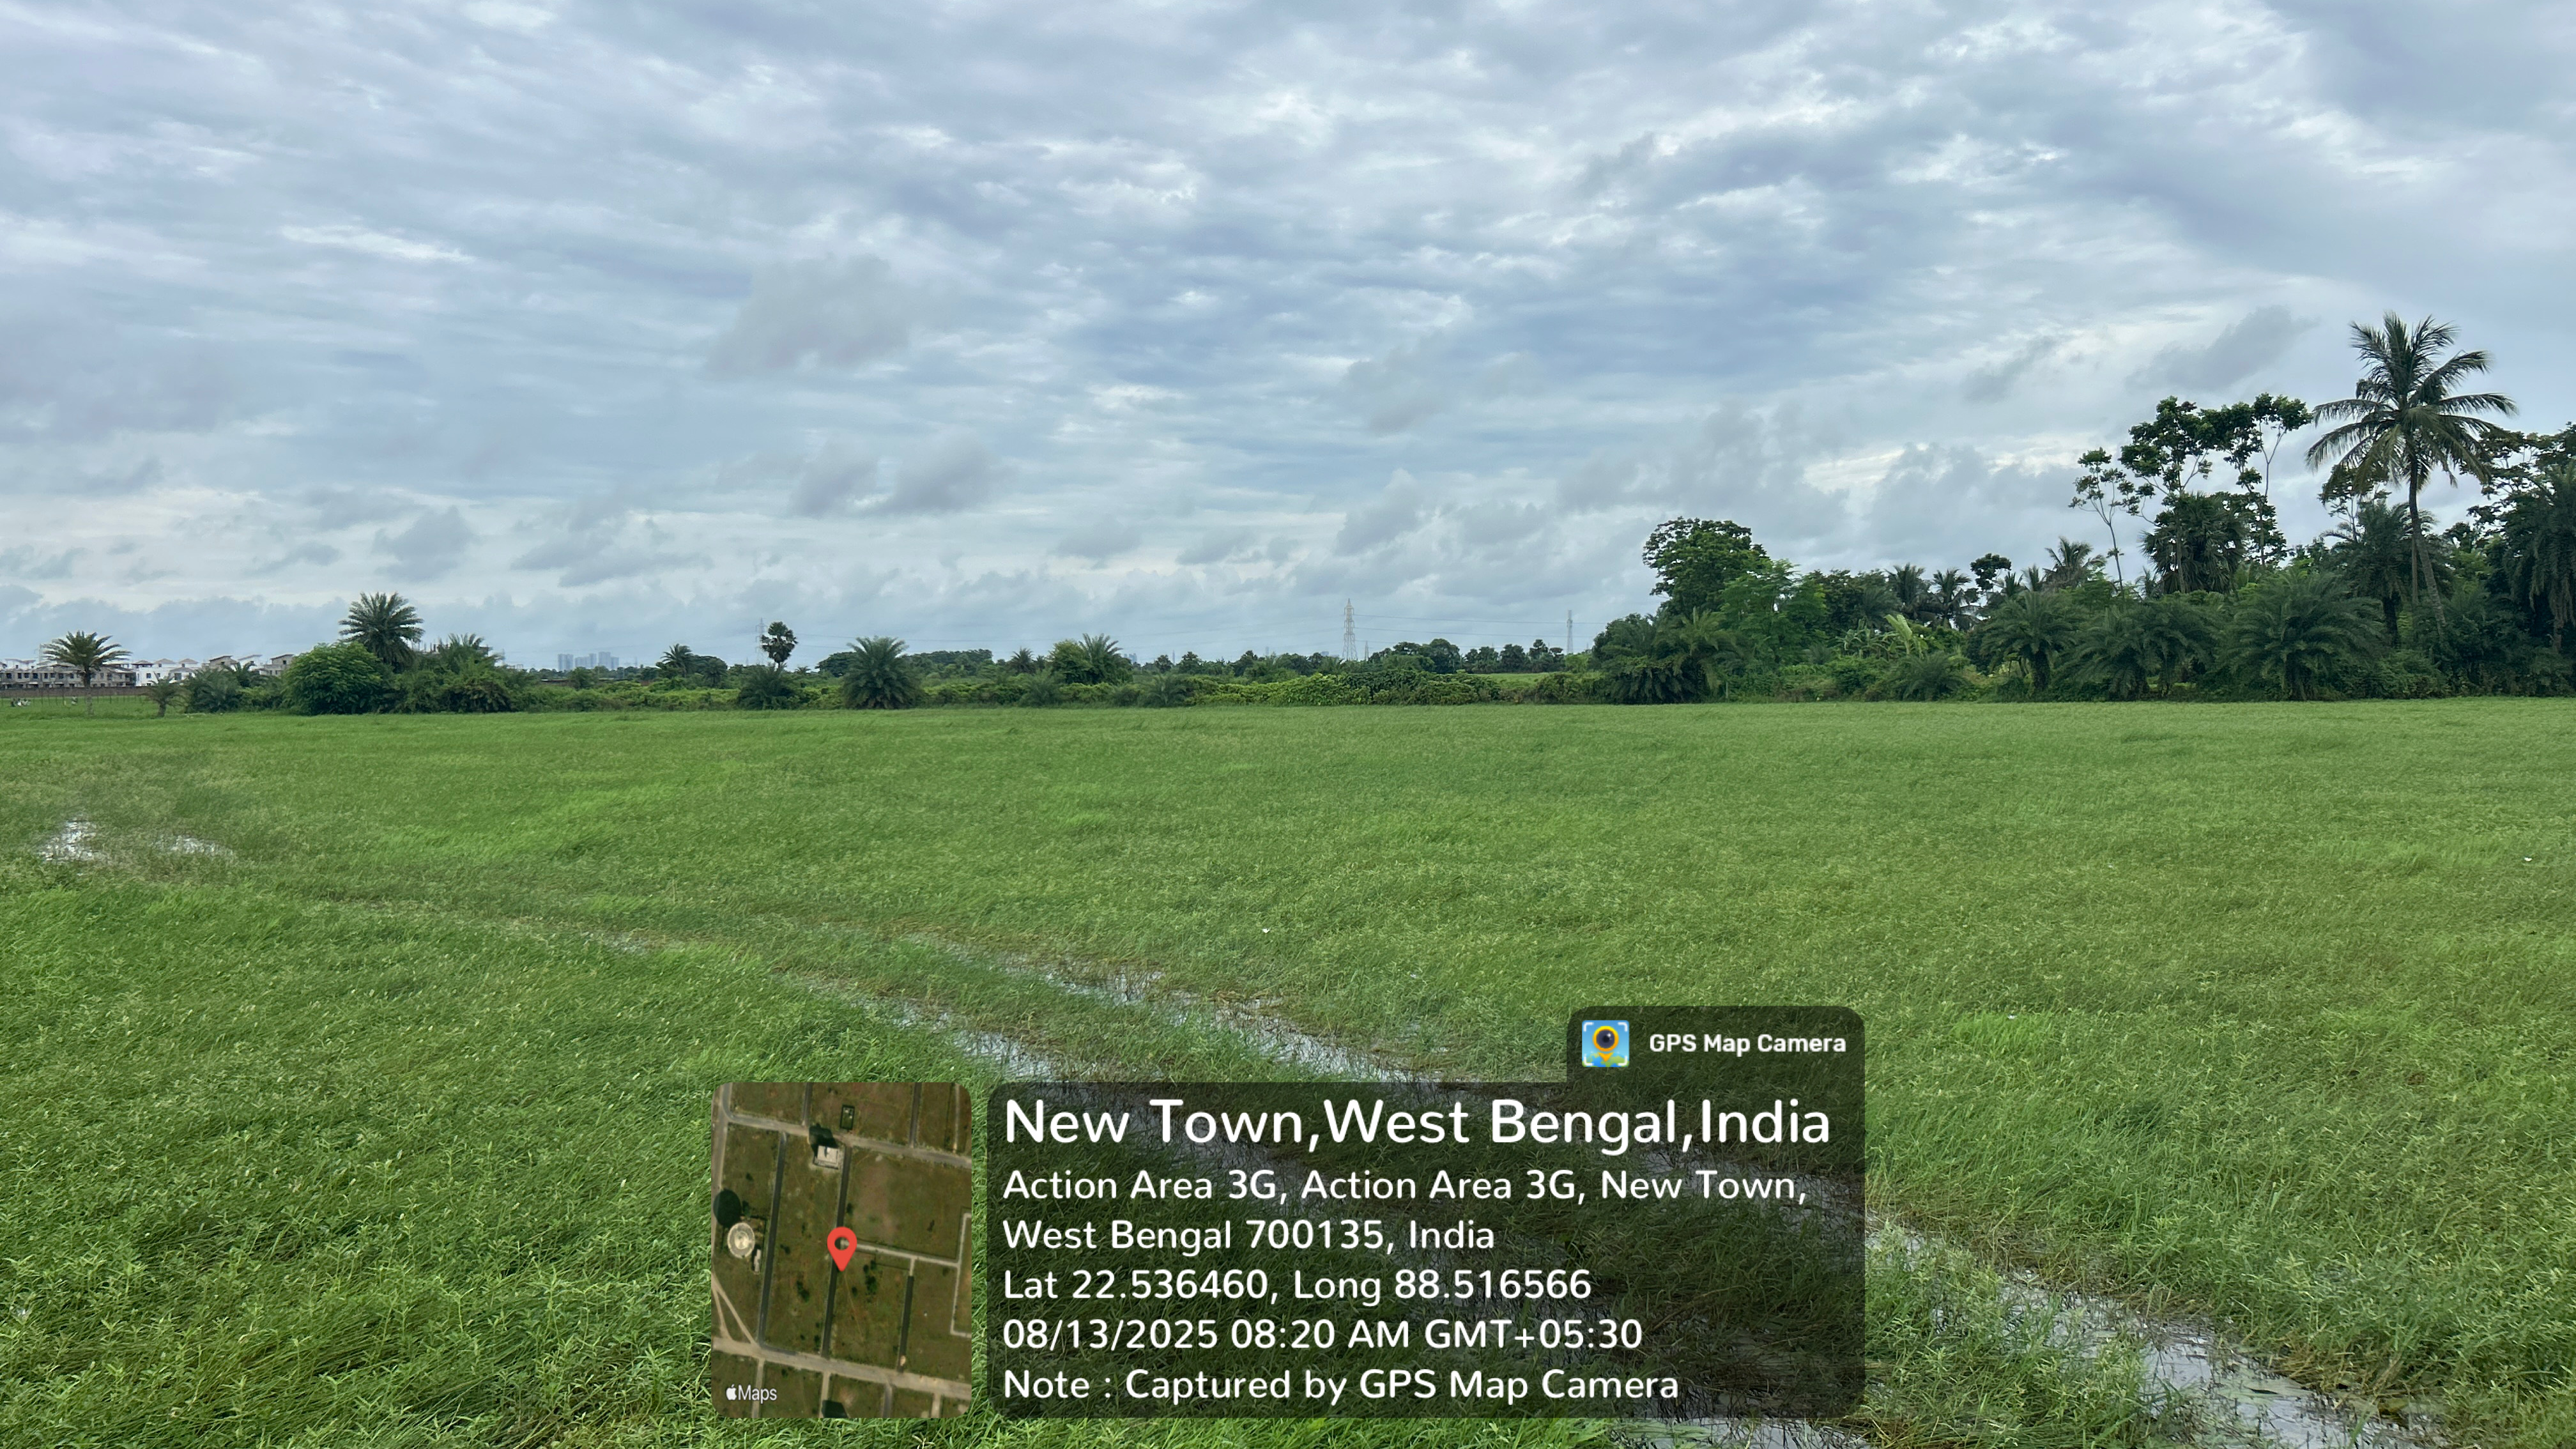 GPS Map Camera
New Town,West Bengal,India
Action Area 3G, Action Area 3G, New Town,
West Bengal 700135, India
Lat 22.536460, Long 88.516566
08/13/2025 08:20 AM GMT+05:30
Note : Captured by GPS Map Camera
Maps